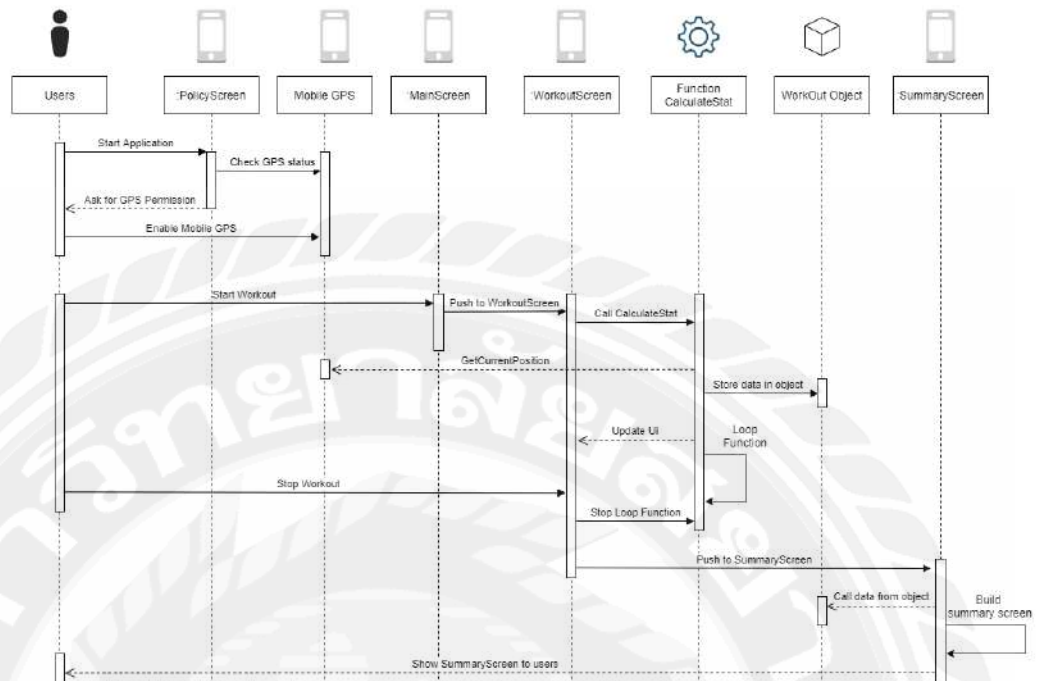 Users
:PolicyScreen
Mobile GPS
:MainScreen
:WorkoutScreen
Function
CalculateStat
WorkOut Object
:SummaryScreen
Start Application
Check GPS status
Ask for GPS Permission
Enable Mobile GPS
Start Workout
Push to WorkoutScreen
Call CalculateStat
GetCurrentPosition
Store data in object
Update UI
Loop
Function
Stop Workout
Stop Loop Function
Push to SummaryScreen
Call data from object
Build
summary screen
Show SummaryScreen to users